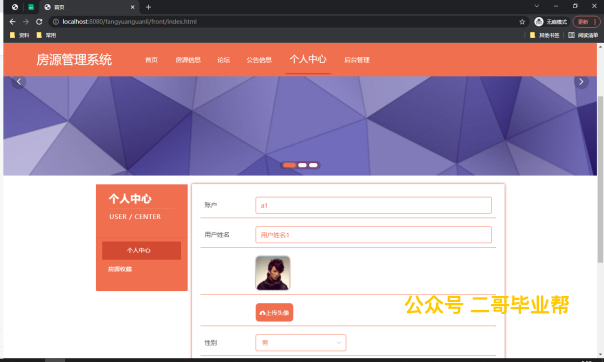 首页
localhost:8080/fangyuanguanli/front/index.html
无痕模式
更新
资料
常用
其他书签
阅读清单
房源管理系统
首页
房源信息
论坛
公告信息
个人中心
后台管理
个人中心
USER / CENTER
个人中心
房源收藏
账户
a1
用户姓名
用户姓名1
上传头像
性别
男
公众号 二哥毕业帮